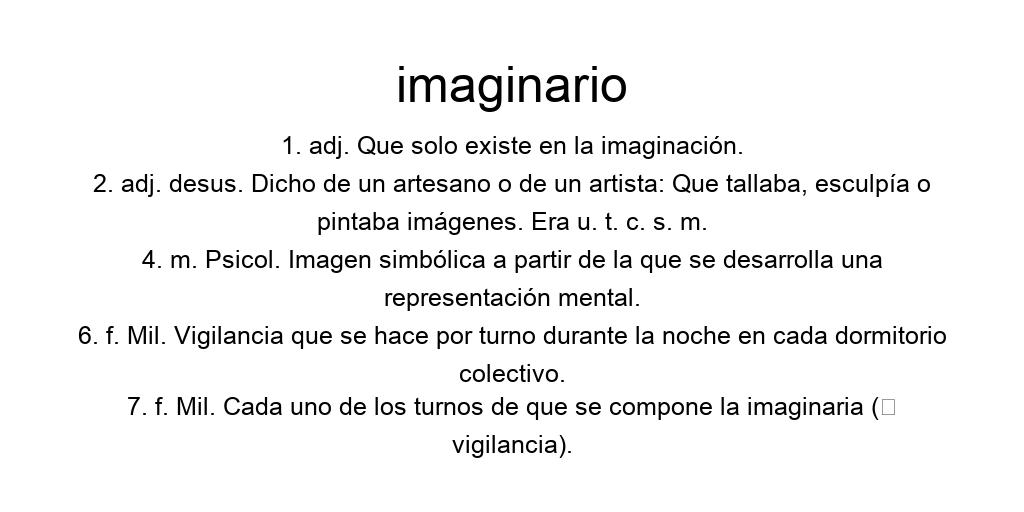 imaginario
1. adj. Que solo existe en la imaginación.
2. adj. desus. Dicho de un artesano o de un artista: Que tallaba, esculpía o
pintaba imágenes. Era u. t. c. s. m.
4. m. Psicol. Imagen simbólica a partir de la que se desarrolla una
representación mental.
6. f. Mil. Vigilancia que se hace por turno durante la noche en cada dormitorio
colectivo.
7. f. Mil. Cada uno de los turnos de que se compone la imaginaria (□
vigilancia).